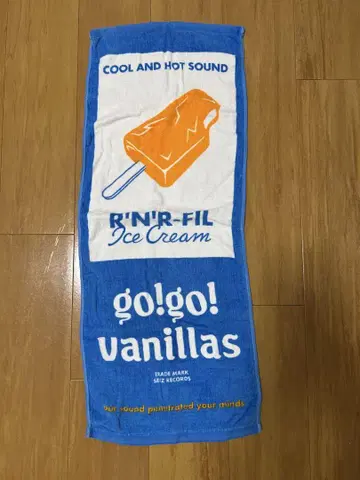 COOL AND HOT SOUND
R'N'R-FIL
Ice Cream
go!go!
vanillas
TRADE MARK
SEIZ RECORDS
our sound penetrated your minds